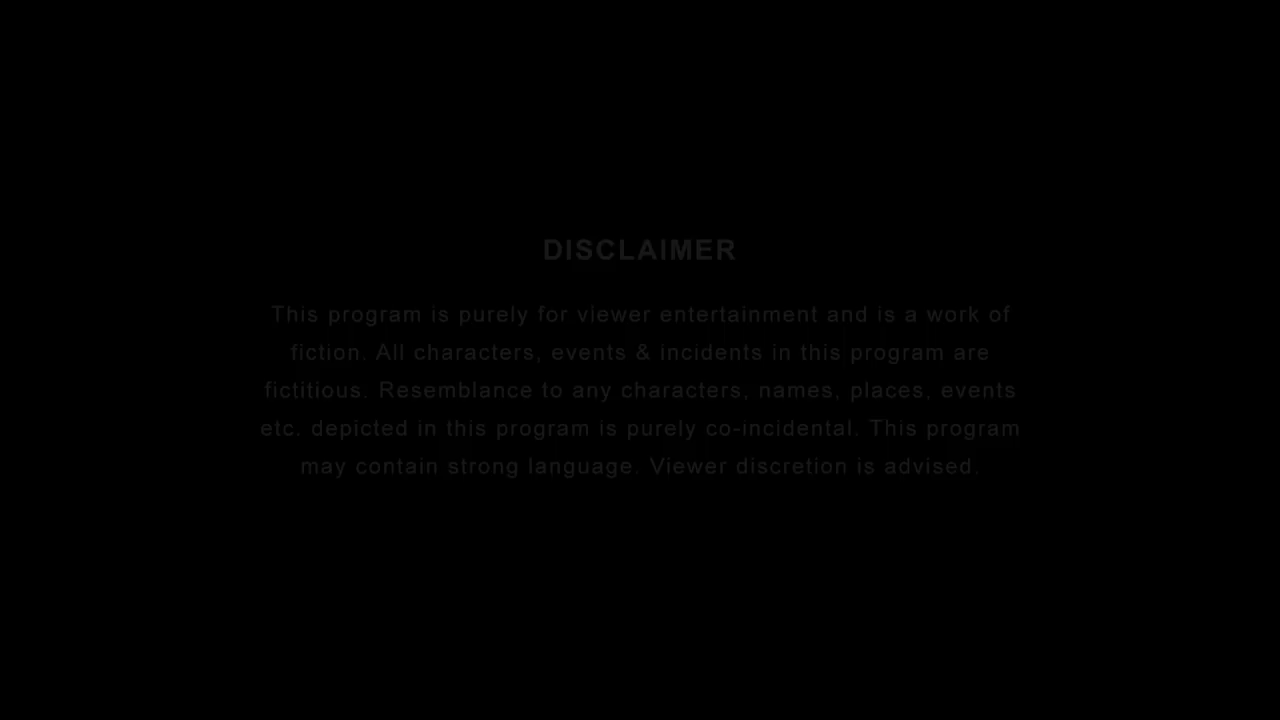 DISCLAIMER
This program is purely for viewer entertainment and is a work of
fiction. All characters, events & incidents in this program are
fictitious. Resemblance to any characters, names, places, events
etc. depicted in this program is purely co-incidental. This program
may contain strong language. Viewer discretion is advised.